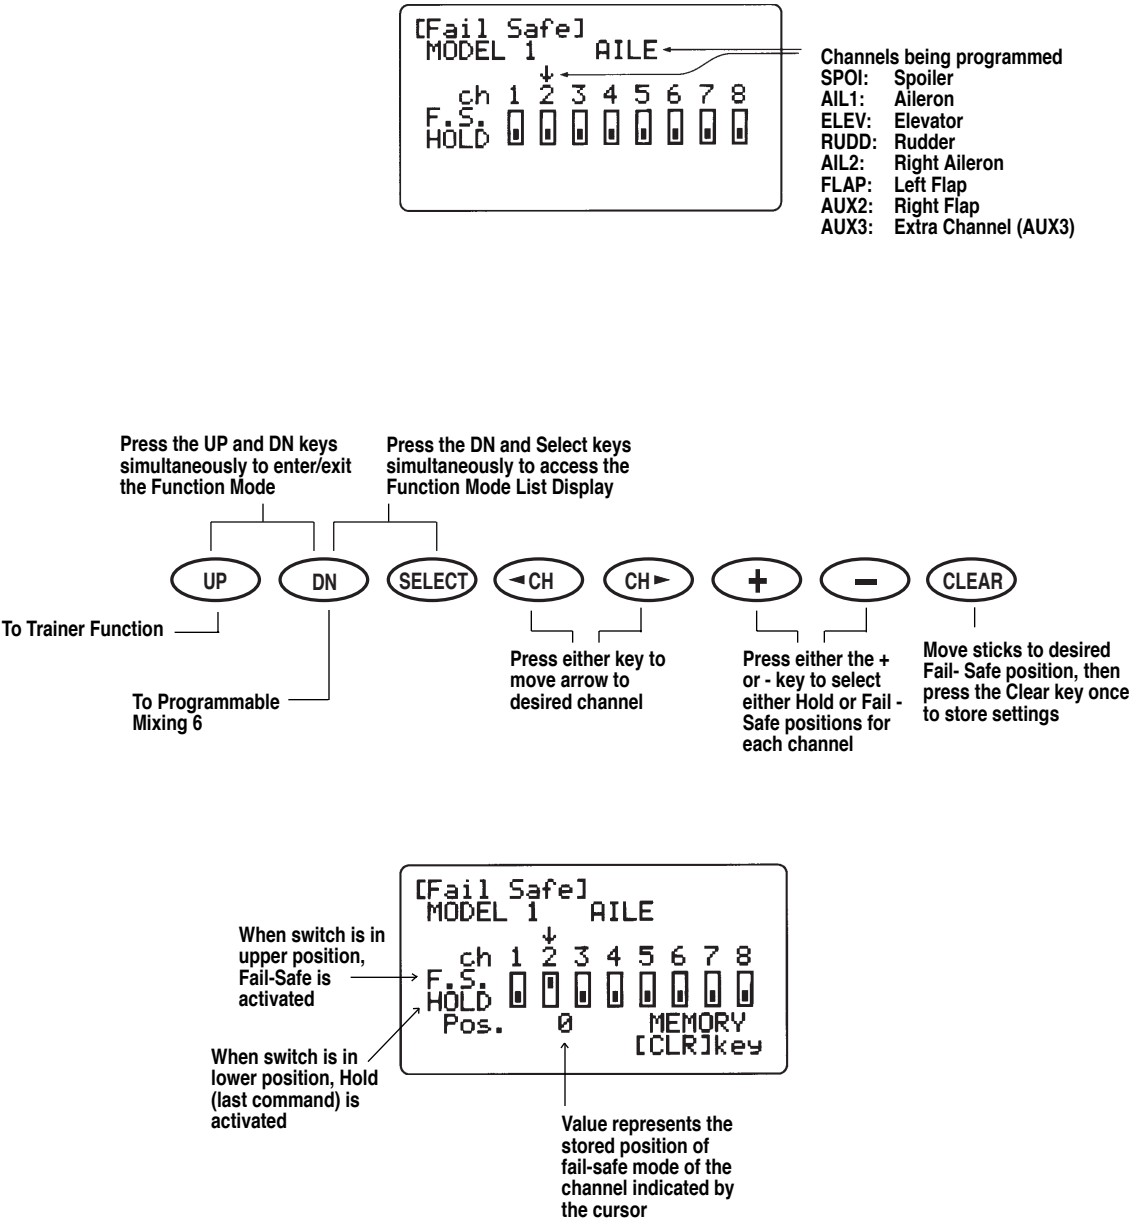 [Fail Safe]
MODEL 1 AILE
ch 1 2 3 4 5 6 7 8
F.S.
HOLD
Channels being programmed
SPOI: Spoiler
AIL1: Aileron
ELEV: Elevator
RUDD: Rudder
AIL2: Right Aileron
FLAP: Left Flap
AUX2: Right Flap
AUX3: Extra Channel (AUX3)
Press the UP and DN keys
simultaneously to enter/exit
the Function Mode
Press the DN and Select keys
simultaneously to access the
Function Mode List Display
UP DN SELECT CH CH + - CLEAR
To Trainer Function
To Programmable
Mixing 6
Press either key to
move arrow to
desired channel
Press either the +
or - key to select
either Hold or Fail -
Safe positions for
each channel
Move sticks to desired
Fail- Safe position, then
press the Clear key once
to store settings
When switch is in
upper position,
Fail-Safe is
activated
When switch is in
lower position, Hold
(last command) is
activated
[Fail Safe]
MODEL 1 AILE
ch 1 2 3 4 5 6 7 8
F.S.
HOLD
Pos. 0 MEMORY
[CLR]key
Value represents the
stored position of
fail-safe mode of the
channel indicated by
the cursor